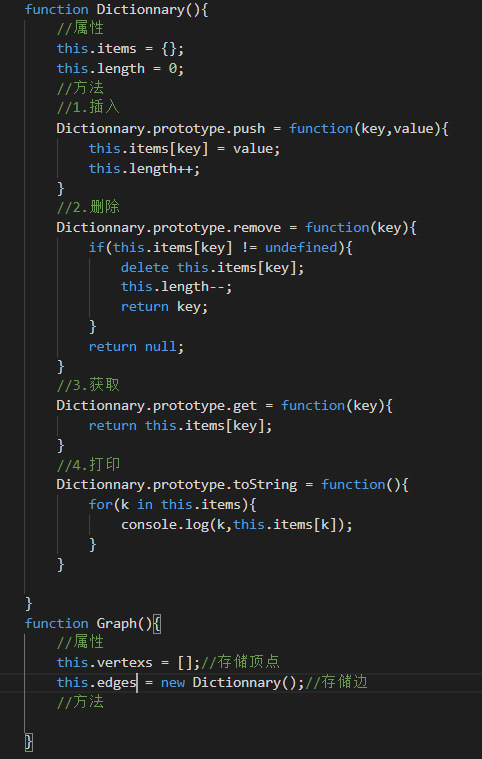 function Dictionnary(){
    //属性
    this.items = {};
    this.length = 0;
    //方法
    //1.插入
    Dictionnary.prototype.push = function(key,value){
        this.items[key] = value;
        this.length++;
    }
    //2.删除
    Dictionnary.prototype.remove = function(key){
        if(this.items[key] != undefined){
            delete this.items[key];
            this.length--;
            return key;
        }
        return null;
    }
    //3.获取
    Dictionnary.prototype.get = function(key){
        return this.items[key];
    }
    //4.打印
    Dictionnary.prototype.toString = function(){
        for(k in this.items){
            console.log(k,this.items[k]);
        }
    }

}
function Graph(){
    //属性
    this.vertexs = [];//存储顶点
    this.edges = new Dictionnary();//存储边
    //方法

}